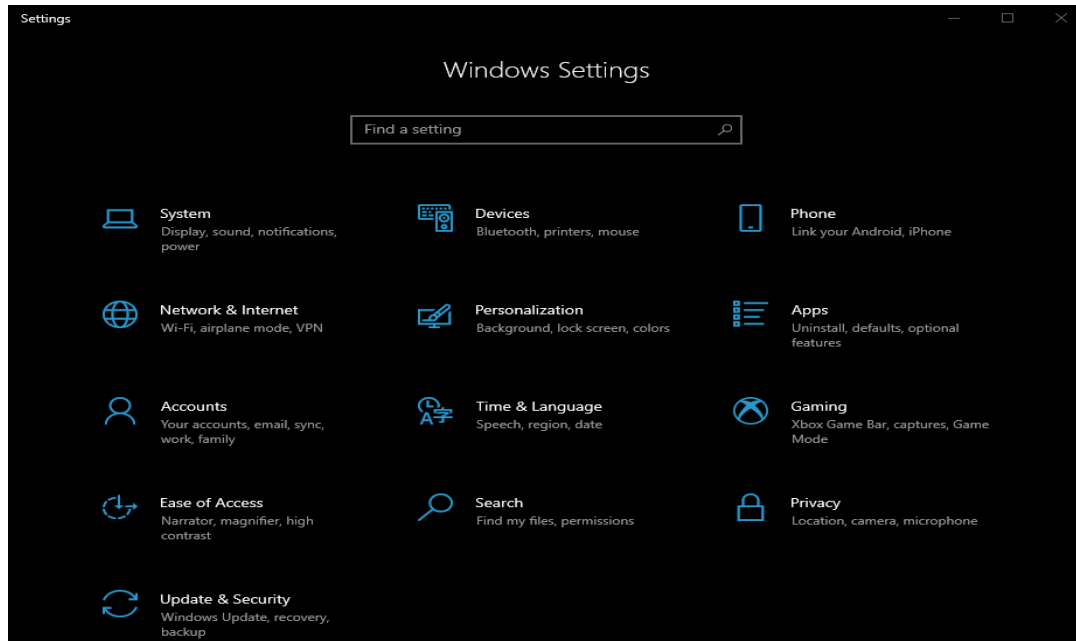 Settings
Windows Settings
Find a setting
System
Display, sound, notifications,
power
Devices
Bluetooth, printers, mouse
Phone
Link your Android, iPhone
Network & Internet
Wi-Fi, airplane mode, VPN
Personalization
Background, lock screen, colors
Apps
Uninstall, defaults, optional
features
Accounts
Your accounts, email, sync,
work, family
Time & Language
Speech, region, date
Gaming
Xbox Game Bar, captures, Game
Mode
Ease of Access
Narrator, magnifier, high
contrast
Search
Find my files, permissions
Privacy
Location, camera, microphone
Update & Security
Windows Update, recovery,
backup